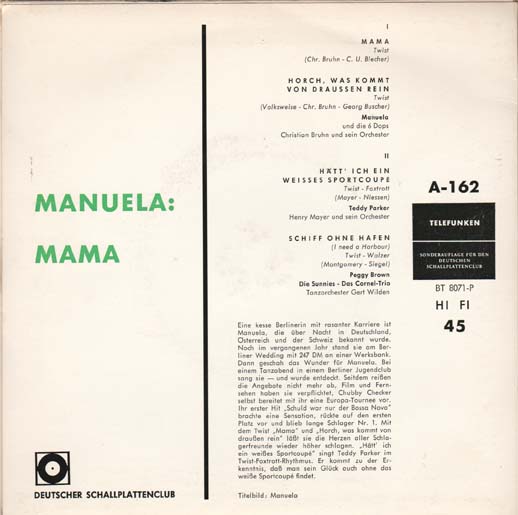 I
MAMA
Twist
(Chr. Bruhn - C. U. Blecher)
HORCH, WAS KOMMT
VON DRAUSSEN REIN
Twist
(Volksweise - Chr. Bruhn - Georg Buscher)
Manuela
und die 6 Dops
Christian Bruhn und sein Orchester
II
HÄTT' ICH EIN
WEISSES SPORTCOUPE
Twist - Foxtrott
(Mayer - Niessen)
Teddy Parker
Henry Mayer und sein Orchester
SCHIFF OHNE HAFEN
(I need a Harbour)
Twist - Walzer
(Montgomery - Siegel)
Peggy Brown
Die Sunnies - Das Cornel-Trio
Tanzorchester Gert Wilden
MANUELA:
MAMA
A-162
TELEFUNKEN
SONDERAUFLAGE FÜR DEN
DEUTSCHEN
SCHALLPLATTENCLUB
BT 8071-P
HI FI
45
Eine kesse Berlinerin mit rasanter Karriere ist
Manuela, die über Nacht in Deutschland,
Österreich und der Schweiz bekannt wurde.
Noch im vergangenen Jahr stand sie am Ber-
liner Wedding mit 247 DM an einer Werksbank.
Dann geschah das Wunder für Manuela. Bei
einem Tanzabend in einem Berliner Jugendclub
sang sie — und wurde entdeckt. Seitdem reißen
die Angebote nicht mehr ab, Film und Fern-
sehen haben sie verpflichtet, Chubby Checker
selbst bereitet mit ihr eine Europa-Tournee vor.
Ihr erster Hit „Schuld war nur der Bossa Nova"
brachte eine Sensation, rückte auf den ersten
Platz vor und blieb lange Schlager Nr. 1. Mit
dem Twist „Mama" und „Horch, was kommt von
draußen rein" läßt sie die Herzen aller Schla-
gerfreunde wieder höher schlagen. „Hätt' ich
ein weißes Sportcoupé" singt Teddy Parker im
Twist-Foxtrott-Rhythmus. Er kommt zu der Er-
kenntnis, daß man sein Glück auch ohne das
weiße Sportcoupé findet.
Titelbild: Manuela
DEUTSCHER SCHALLPLATTENCLUB